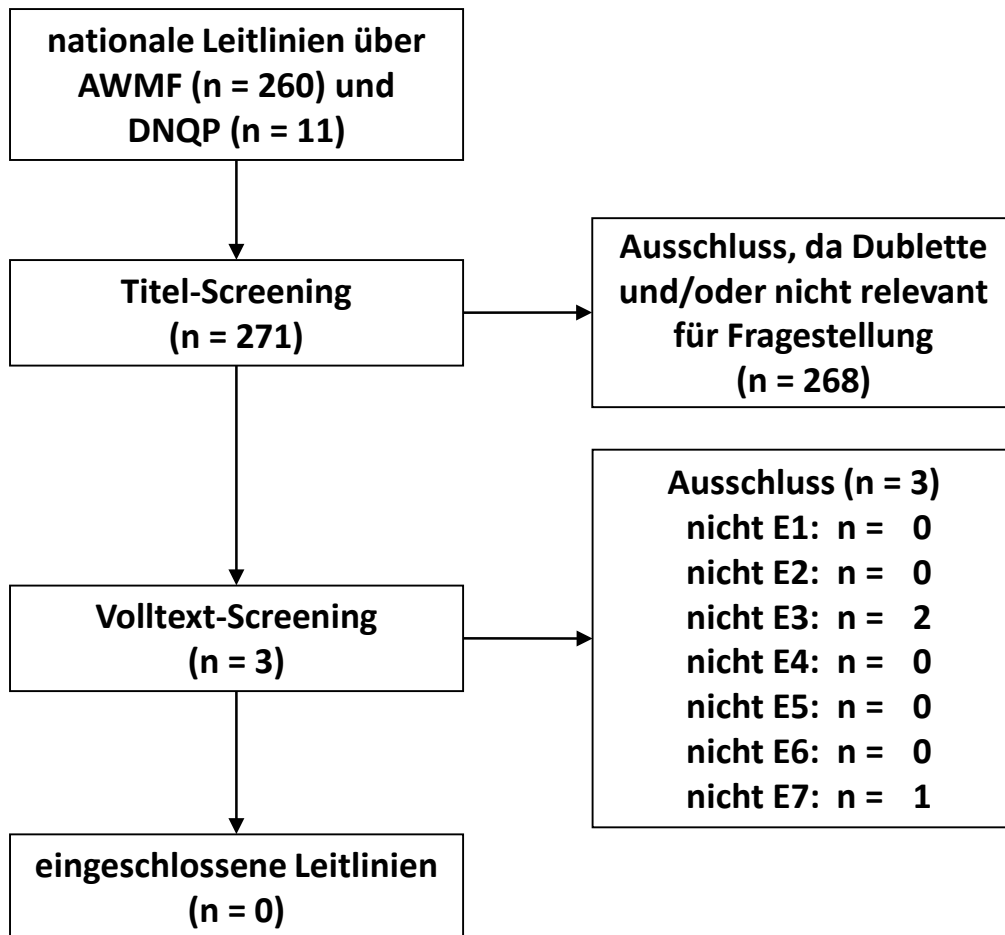 nationale Leitlinien über
AWMF (n = 260) und
DNQP (n = 11)
Titel-Screening
(n = 271)
Ausschluss, da Dublette
und/oder nicht relevant
für Fragestellung
(n = 268)
Volltext-Screening
(n = 3)
Ausschluss (n = 3)
nicht E1: n = 0
nicht E2: n = 0
nicht E3: n = 2
nicht E4: n = 0
nicht E5: n = 0
nicht E6: n = 0
nicht E7: n = 1
eingeschlossene Leitlinien
(n = 0)